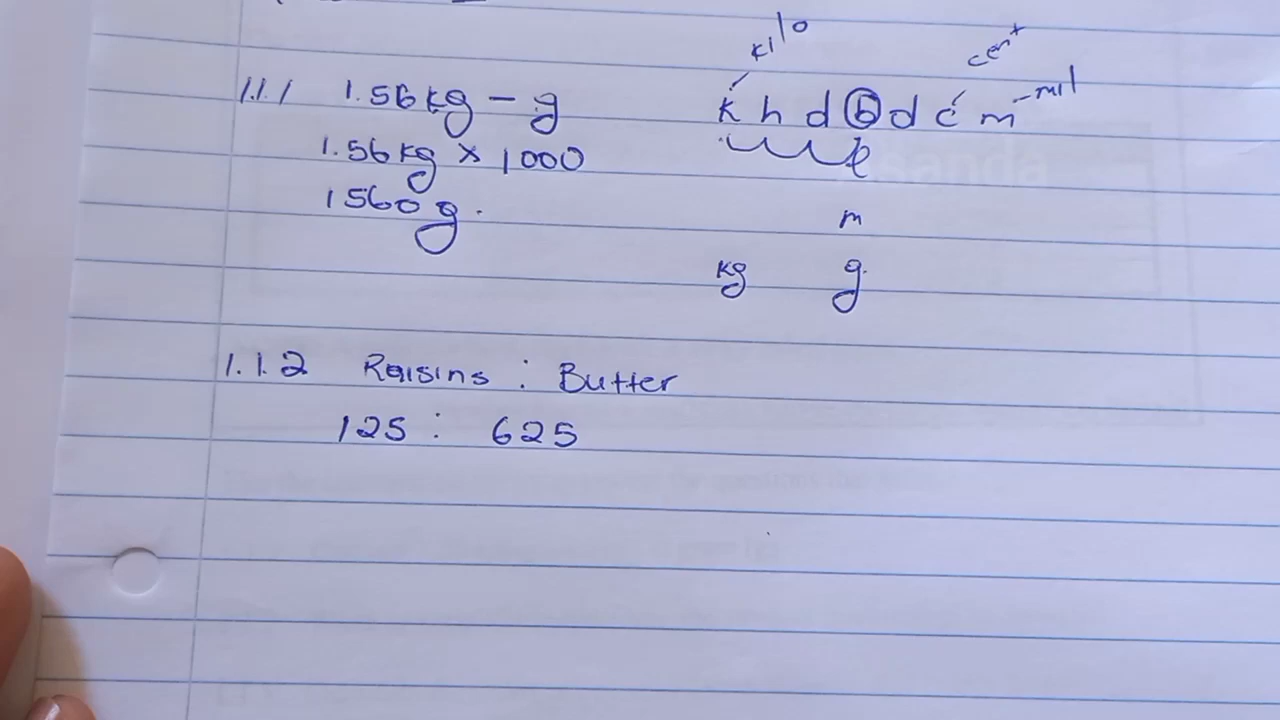 kilo cent
1.1.1 1.56kg - g k h d b d c m - mil
1.56kg × 1000 l
1560g. m
kg g
1.1.2 Raisins : Butter
125 : 625